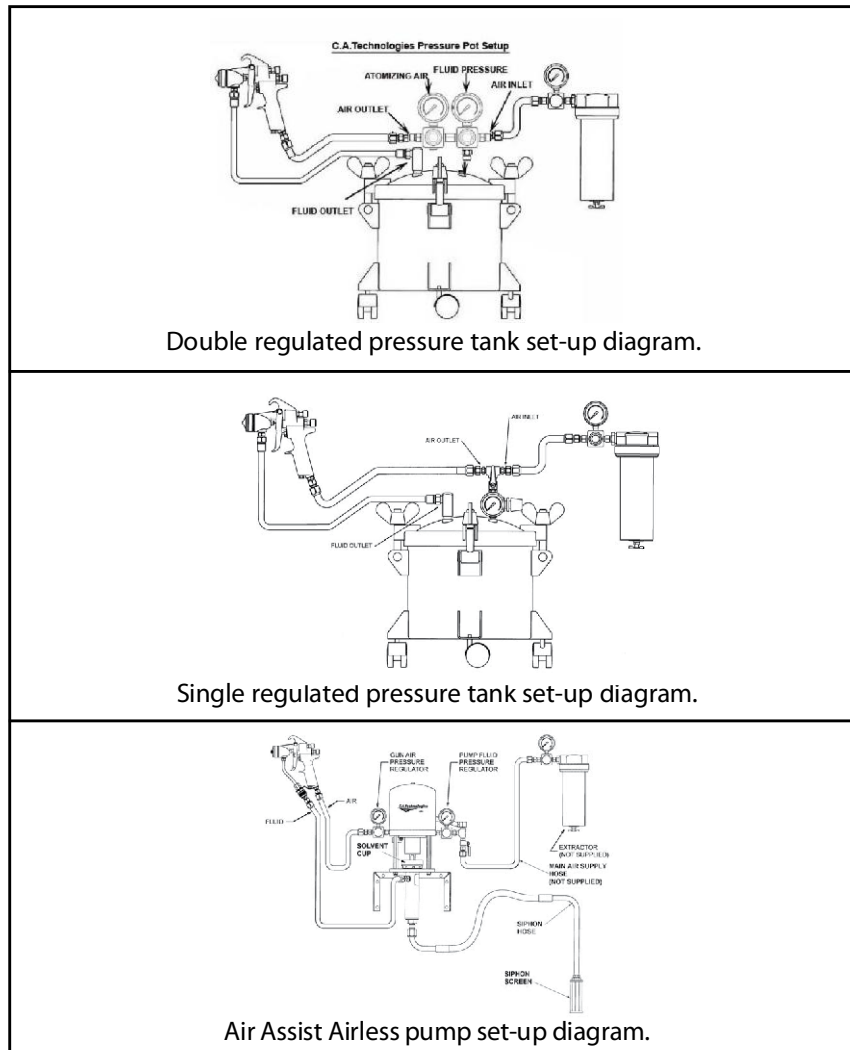 C.A.Technologies Pressure Pot Setup
FLUID PRESSURE
ATOMIZING AIR
AIR INLET
AIR OUTLET
FLUID OUTLET
Double regulated pressure tank set-up diagram.
AIR INLET
AIR OUTLET
FLUID OUTLET
Single regulated pressure tank set-up diagram.
GUN AIR
PRESSURE
REGULATOR
PUMP FLUID
PRESSURE
REGULATOR
AIR
FLUID
C.A.Technologies
SOLVENT
CUP
EXTRACTOR
(NOT SUPPLIED)
MAIN AIR SUPPLY
HOSE
(NOT SUPPLIED)
SIPHON
HOSE
SIPHON
SCREEN
Air Assist Airless pump set-up diagram.